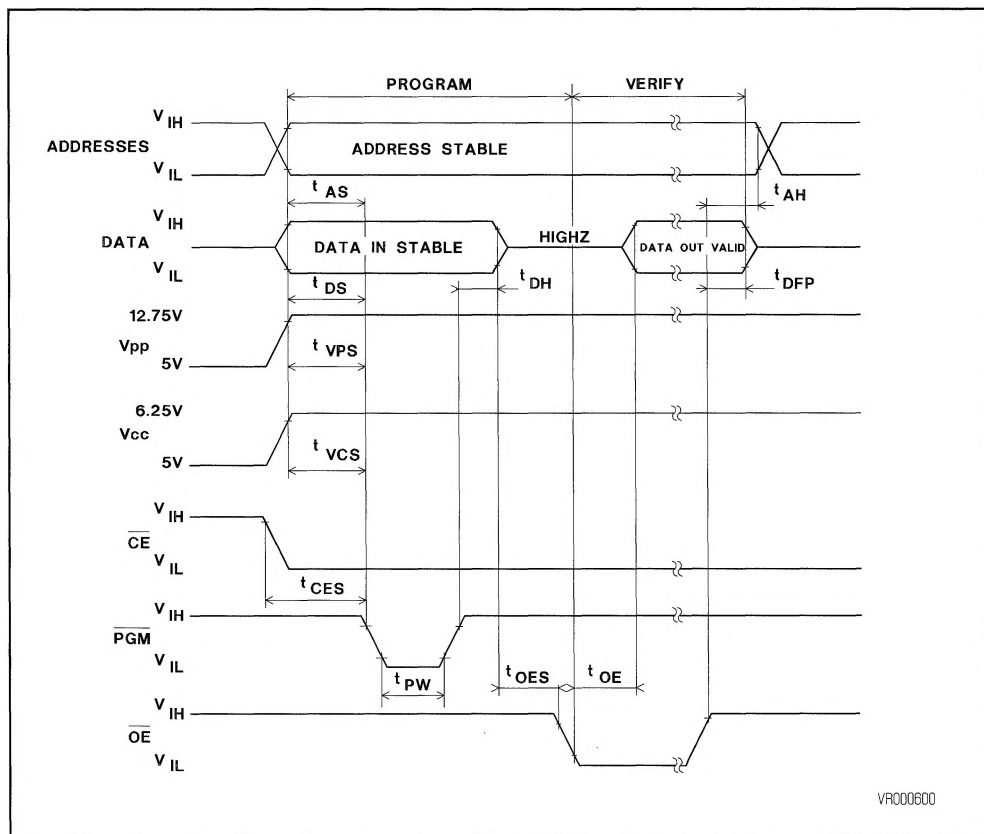 PROGRAM VERIFY
V IH
ADDRESSES ADDRESS STABLE
V IL
t AS t AH
V IH
DATA DATA IN STABLE HIGHZ DATA OUT VALID
V IL
t DS t DH t DFP
12.75V
Vpp t VPS
5V
6.25V
Vcc
t VCS
5V
V IH
CE
V IL
t CES
V IH
PGM
V IL
t PW t OES t OE
V IH
OE
V IL
VR000600